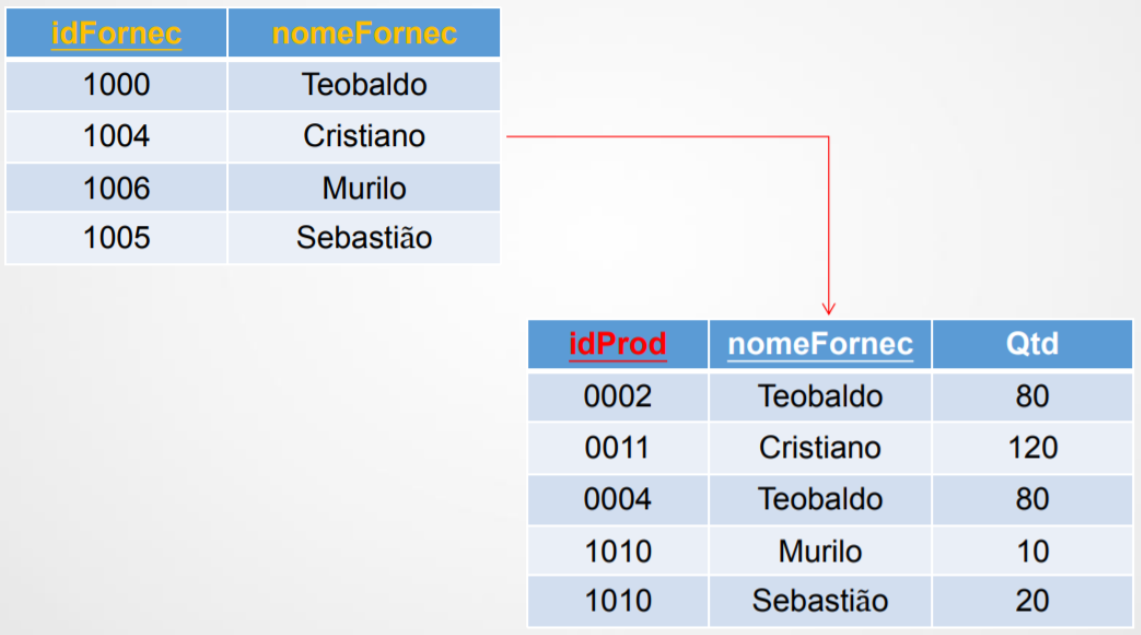 idFornec nomeFornec
1000 Teobaldo
1004 Cristiano
1006 Murilo
1005 Sebastião
idProd nomeFornec Qtd
0002 Teobaldo 80
0011 Cristiano 120
0004 Teobaldo 80
1010 Murilo 10
1010 Sebastião 20